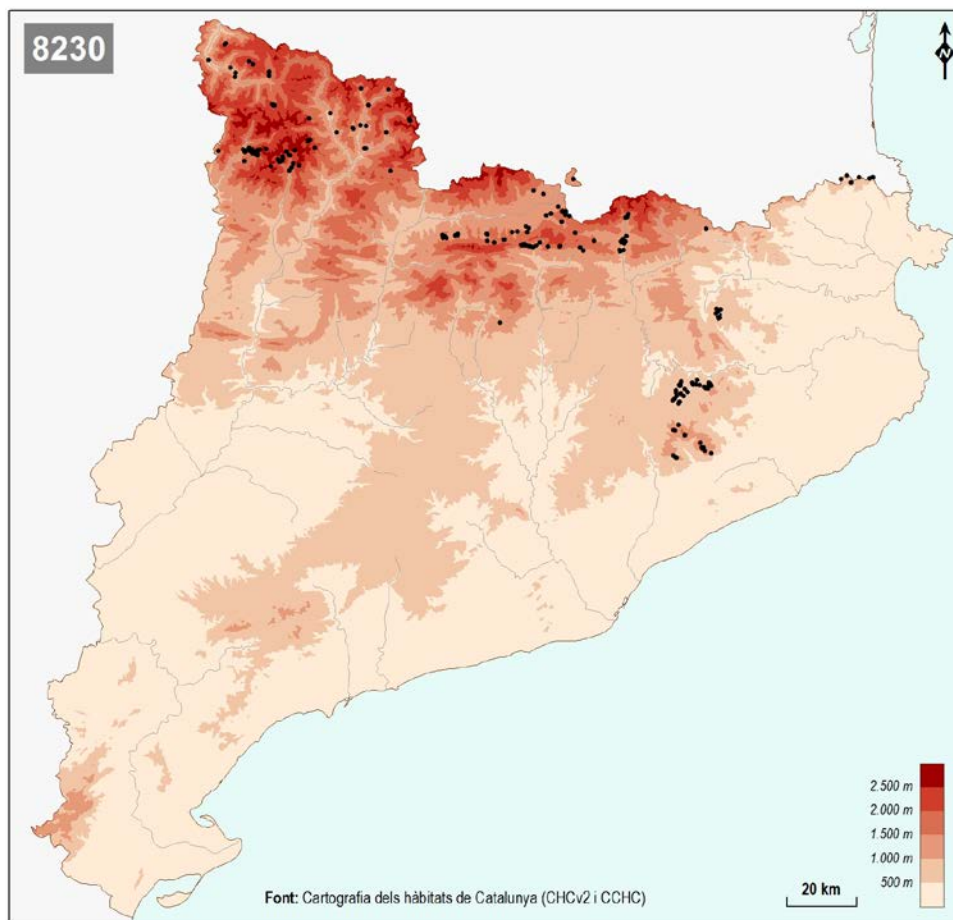 8230
N
2.500 m
2.000 m
1.500 m
1.000 m
500 m
Font: Cartografia dels hàbitats de Catalunya (CHCv2 i CCHC)
20 km